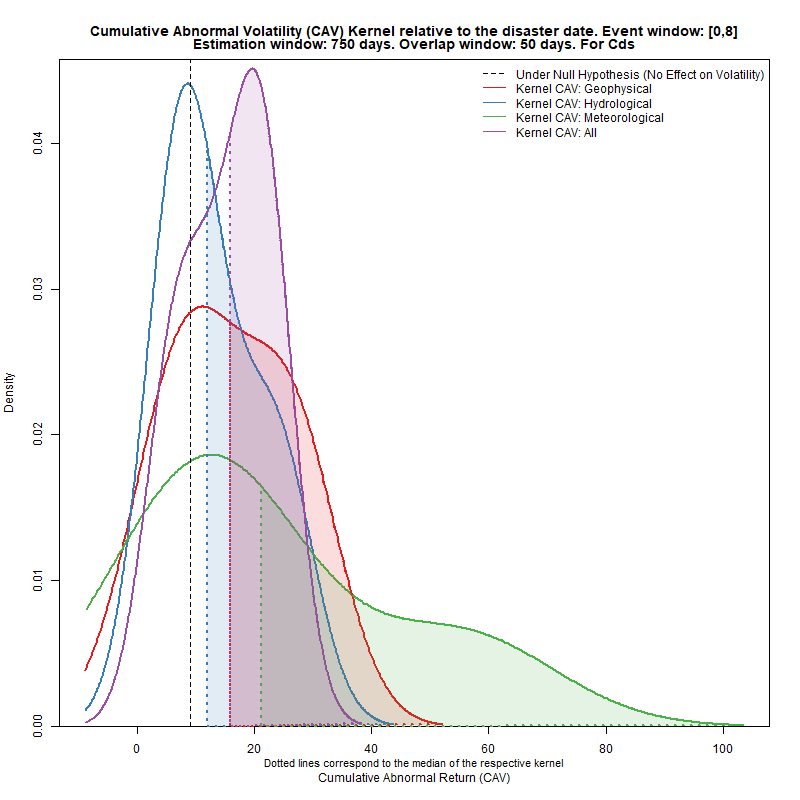 Cumulative Abnormal Volatility (CAV) Kernel relative to the disaster date. Event window: [0,8]
Estimation window: 750 days. Overlap window: 50 days. For Cds
Under Null Hypothesis (No Effect on Volatility)
Kernel CAV: Geophysical
Kernel CAV: Hydrological
Kernel CAV: Meteorological
Kernel CAV: All
Density
0.04
0.03
0.02
0.01
0.00
0 20 40 60 80 100
Dotted lines correspond to the median of the respective kernel
Cumulative Abnormal Return (CAV)